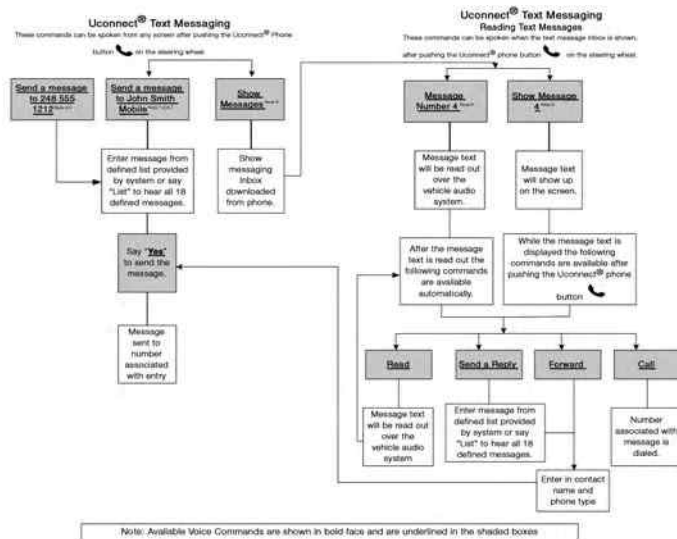 Uconnect® Text Messaging
These commands can be spoken from any screen after pushing the Uconnect® Phone
button on the steering wheel.
Send a message
to 248 555
1212
Send a message
to John Smith
Mobile
Show
Messages
Enter message from
defined list provided
by system or say
"List" to hear all 18
defined messages.
Show
messaging
Inbox
downloaded
from phone.
Say "Yes"
to send the
message.
Message
sent to
number
associated
with entry
Uconnect® Text Messaging
Reading Text Messages
These commands can be spoken when the text message inbox is shown,
after pushing the Uconnect® phone button on the steering wheel.
Message
Number 4
Show Message
4
Message text
will be read out
over the
vehicle audio
system.
Message text
will show up
on the screen.
After the message
text is read out the
following commands
are available
automatically.
While the message text is
displayed the following
commands are available after
pushing the Uconnect® phone
button
Read
Send a Reply
Forward
Call
Message text
will be read out
over the
vehicle audio
system
Enter message from
defined list provided
by system or say
"List" to hear all 18
defined messages.
Number
associated with
message is
dialed.
Enter in contact
name and
phone type
Note: Available Voice Commands are shown in bold face and are underlined in the shaded boxes